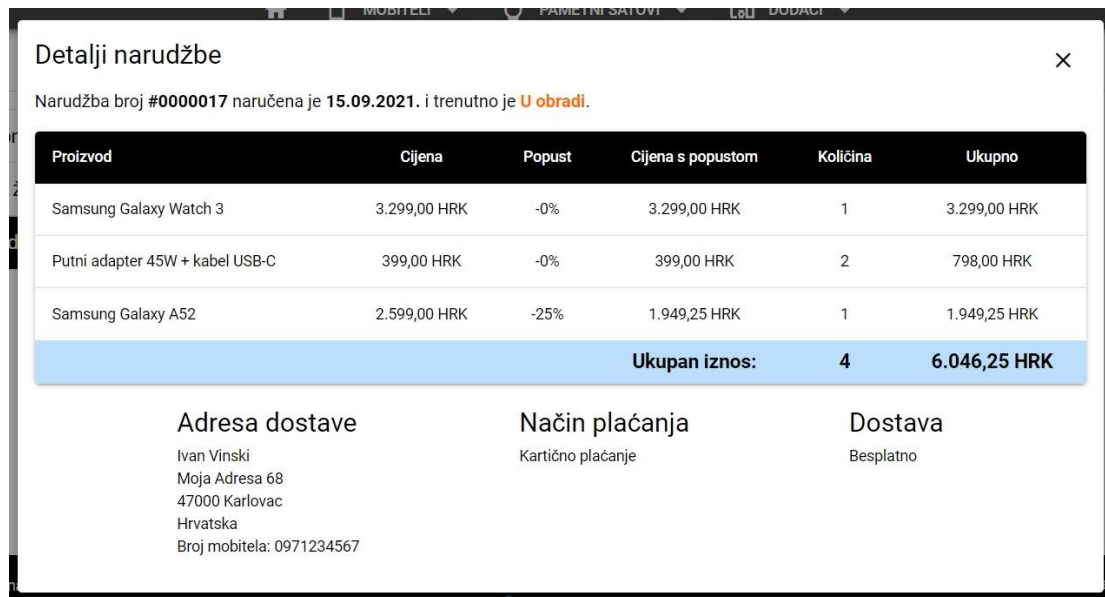 MOBITELI PAMETNI SATOVI DODACI
Detalji narudžbe
Narudžba broj #0000017 naručena je 15.09.2021. i trenutno je U obradi.
Proizvod Cijena Popust Cijena s popustom Količina Ukupno
Samsung Galaxy Watch 3 3.299,00 HRK -0% 3.299,00 HRK 1 3.299,00 HRK
Putni adapter 45W + kabel USB-C 399,00 HRK -0% 399,00 HRK 2 798,00 HRK
Samsung Galaxy A52 2.599,00 HRK -25% 1.949,25 HRK 1 1.949,25 HRK
Ukupan iznos: 4 6.046,25 HRK
Adresa dostave
Ivan Vinski
Moja Adresa 68
47000 Karlovac
Hrvatska
Broj mobitela: 0971234567
Način plaćanja
Kartično plaćanje
Dostava
Besplatno